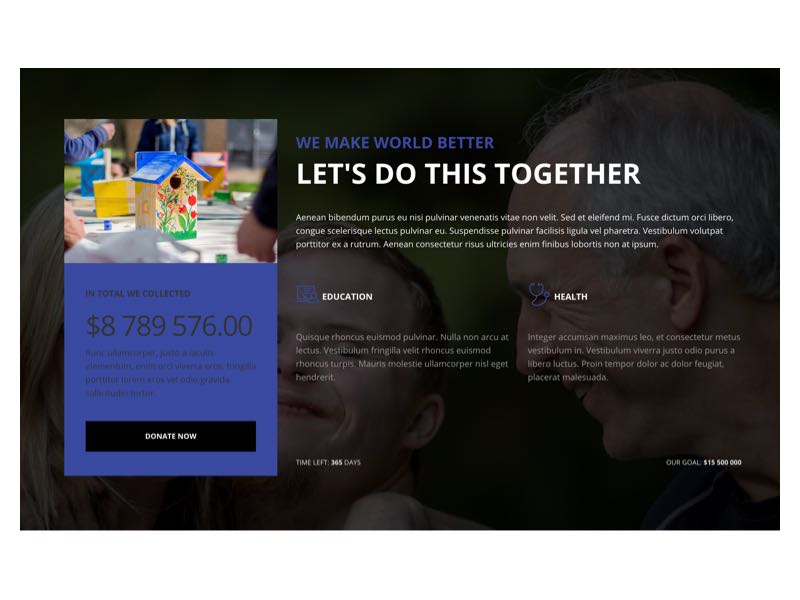 WE MAKE WORLD BETTER
LET'S DO THIS TOGETHER
Aenean bibendum purus eu nisi pulvinar venenatis vitae non velit. Sed et eleifend mi. Fusce dictum orci libero,
congue scelerisque lectus pulvinar eu. Suspendisse pulvinar facilisis ligula vel pharetra. Vestibulum volutpat
porttitor ex a rutrum. Aenean consectetur risus ultricies enim finibus lobortis non at ipsum.
IN TOTAL WE COLLECTED
$8 789 576.00
Nunc ullamcorper, justo a iaculis
elementum, enim orci viverra eros, fringilla
porttitor lorem eros vel odio gravida
sollicitudin tortor.
DONATE NOW
EDUCATION
Quisque rhoncus euismod pulvinar. Nulla non arcu at
lectus. Vestibulum fringilla velit rhoncus euismod
rhoncus turpis. Mauris molestie ullamcorper nisl eget
hendrerit.
HEALTH
Integer accumsan maximus leo, et consectetur metus
vestibulum in. Vestibulum viverra justo odio purus a
libero luctus. Proin tempor dolor ac dolor feugiat,
placerat malesuada.
TIME LEFT: 365 DAYS
OUR GOAL: $15 500 000